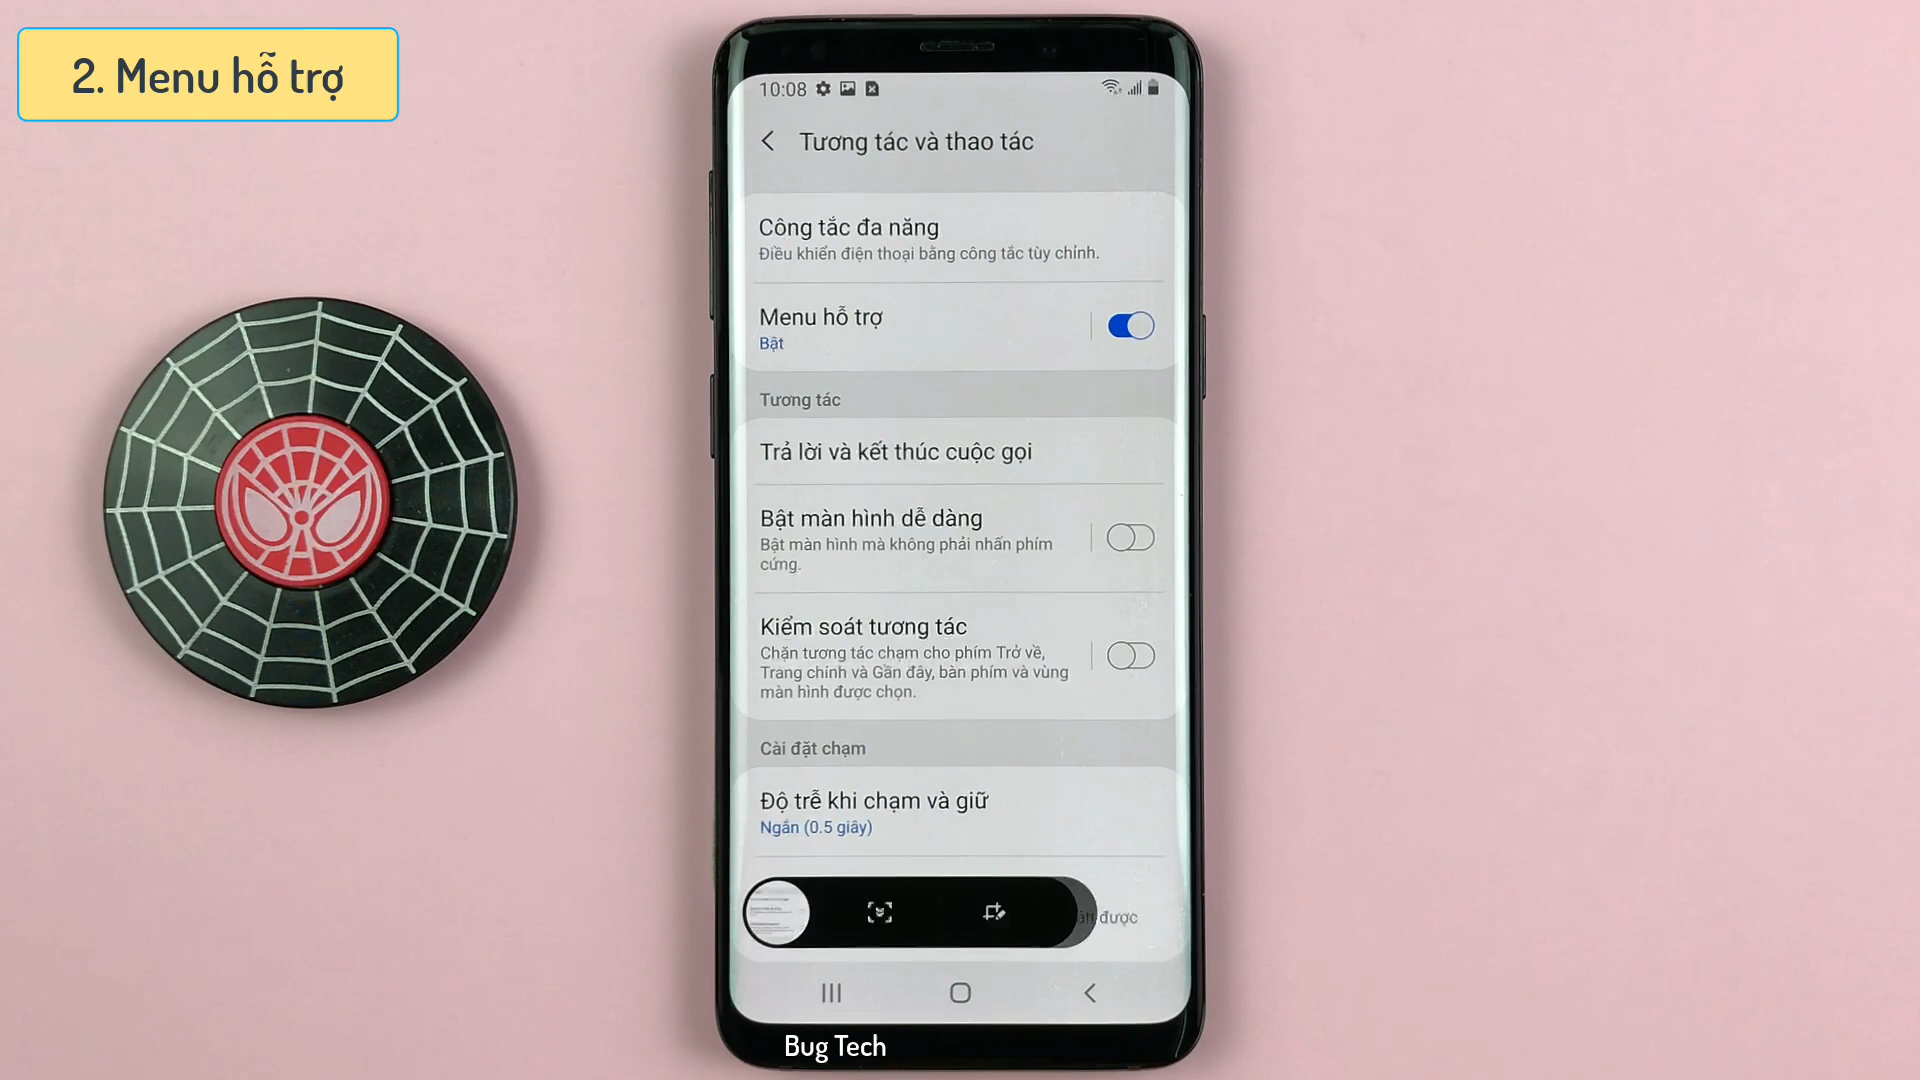 2. Menu hỗ trợ
10:08
Tương tác và thao tác
Công tắc đa năng
Điều khiển điện thoại bằng công tắc tùy chỉnh.
Menu hỗ trợ
Bật
Tương tác
Trả lời và kết thúc cuộc gọi
Bật màn hình dễ dàng
Bật màn hình mà không phải nhấn phím
cứng.
Kiểm soát tương tác
Chặn tương tác chạm cho phím Trở về,
Trang chính và Gần đây, bàn phím và vùng
màn hình được chọn.
Cài đặt chạm
Độ trễ khi chạm và giữ
Ngắn (0.5 giây)
được
Bug Tech